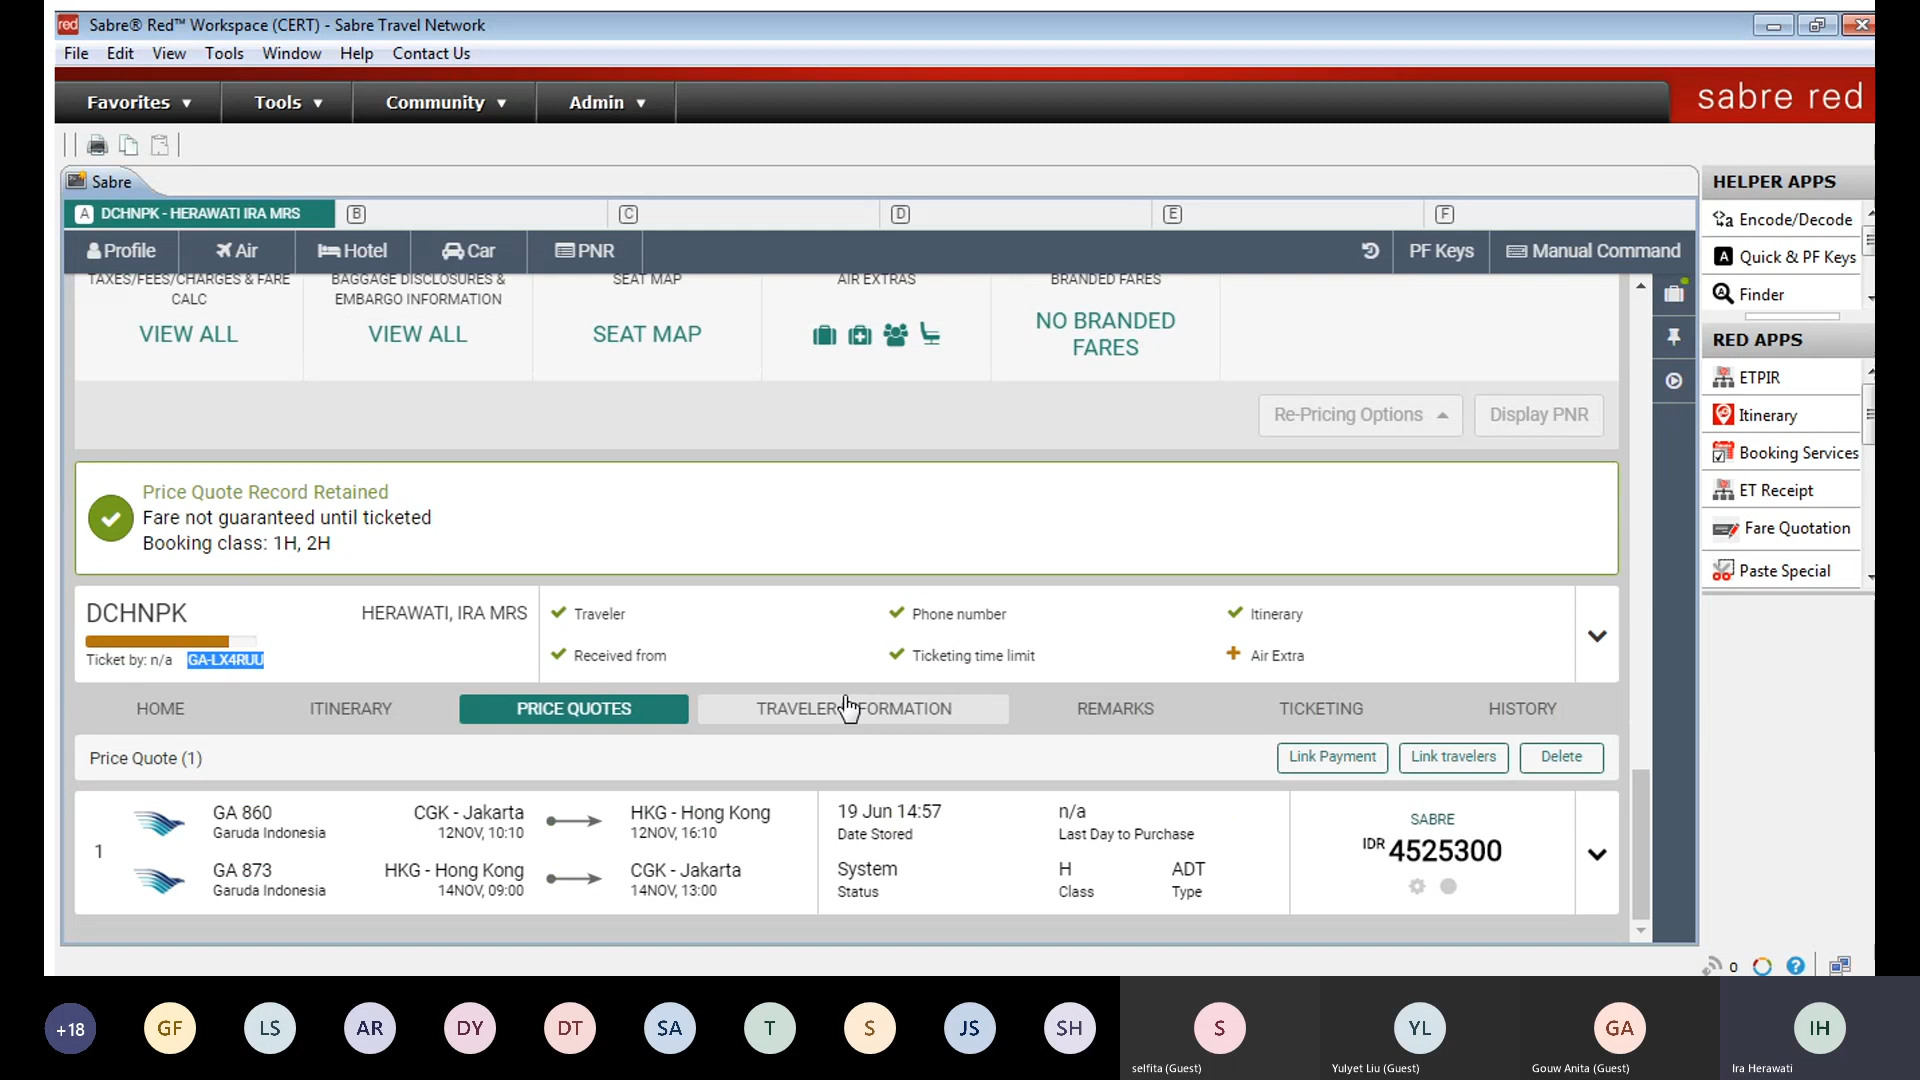 red Sabre® Red™ Workspace (CERT) - Sabre Travel Network
File Edit View Tools Window Help Contact Us
Favorites ▼ Tools ▼ Community ▼ Admin ▼
sabre red
Sabre
HELPER APPS
A DCHNPK - HERAWATI IRA MRS B C D E F
Encode/Decode
Profile Air Hotel Car PNR PF Keys Manual Command
A Quick & PF Keys
Finder
TAXES/FEES/CHARGES & FARE CALC
VIEW ALL
BAGGAGE DISCLOSURES & EMBARGO INFORMATION
VIEW ALL
SEAT MAP
SEAT MAP
AIR EXTRAS
BRANDED FARES
NO BRANDED
FARES
RED APPS
ETPIR
Itinerary
Booking Services
ET Receipt
Fare Quotation
Paste Special
Re-Pricing Options Display PNR
Price Quote Record Retained
Fare not guaranteed until ticketed
Booking class: 1H, 2H
DCHNPK HERAWATI, IRA MRS
Ticket by: n/a GA-LX4RUU
Traveler Phone number Itinerary
Received from Ticketing time limit Air Extra
HOME ITINERARY PRICE QUOTES TRAVELER INFORMATION REMARKS TICKETING HISTORY
Price Quote (1) Link Payment Link travelers Delete
1
GA 860 CGK - Jakarta HKG - Hong Kong
Garuda Indonesia 12NOV, 10:10 12NOV, 16:10
GA 873 HKG - Hong Kong CGK - Jakarta
Garuda Indonesia 14NOV, 09:00 14NOV, 13:00
19 Jun 14:57 n/a
Date Stored Last Day to Purchase
System H ADT
Status Class Type
SABRE
IDR 4525300
0
+18 GF LS AR DY DT SA T S JS SH S YL GA IH
selfita (Guest) Yulyet Liu (Guest) Gouw Anita (Guest) Ira Herawati